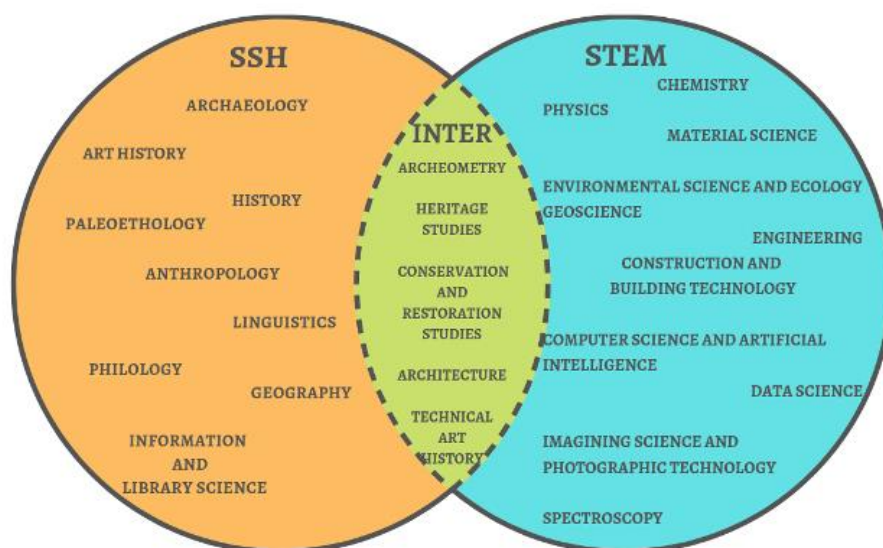 SSH
ARCHAEOLOGY
ART HISTORY
HISTORY
PALEOETHOLOGY
ANTHROPOLOGY
LINGUISTICS
PHILOLOGY
GEOGRAPHY
INFORMATION
AND
LIBRARY SCIENCE
INTER
ARCHEOMETRY
HERITAGE
STUDIES
CONSERVATION
AND
RESTORATION
STUDIES
ARCHITECTURE
TECHNICAL
ART
HISTORY
STEM
CHEMISTRY
PHYSICS
MATERIAL SCIENCE
ENVIRONMENTAL SCIENCE AND ECOLOGY
GEOSCIENCE
ENGINEERING
CONSTRUCTION AND
BUILDING TECHNOLOGY
COMPUTER SCIENCE AND ARTIFICIAL
INTELLIGENCE
DATA SCIENCE
IMAGINING SCIENCE AND
PHOTOGRAPHIC TECHNOLOGY
SPECTROSCOPY